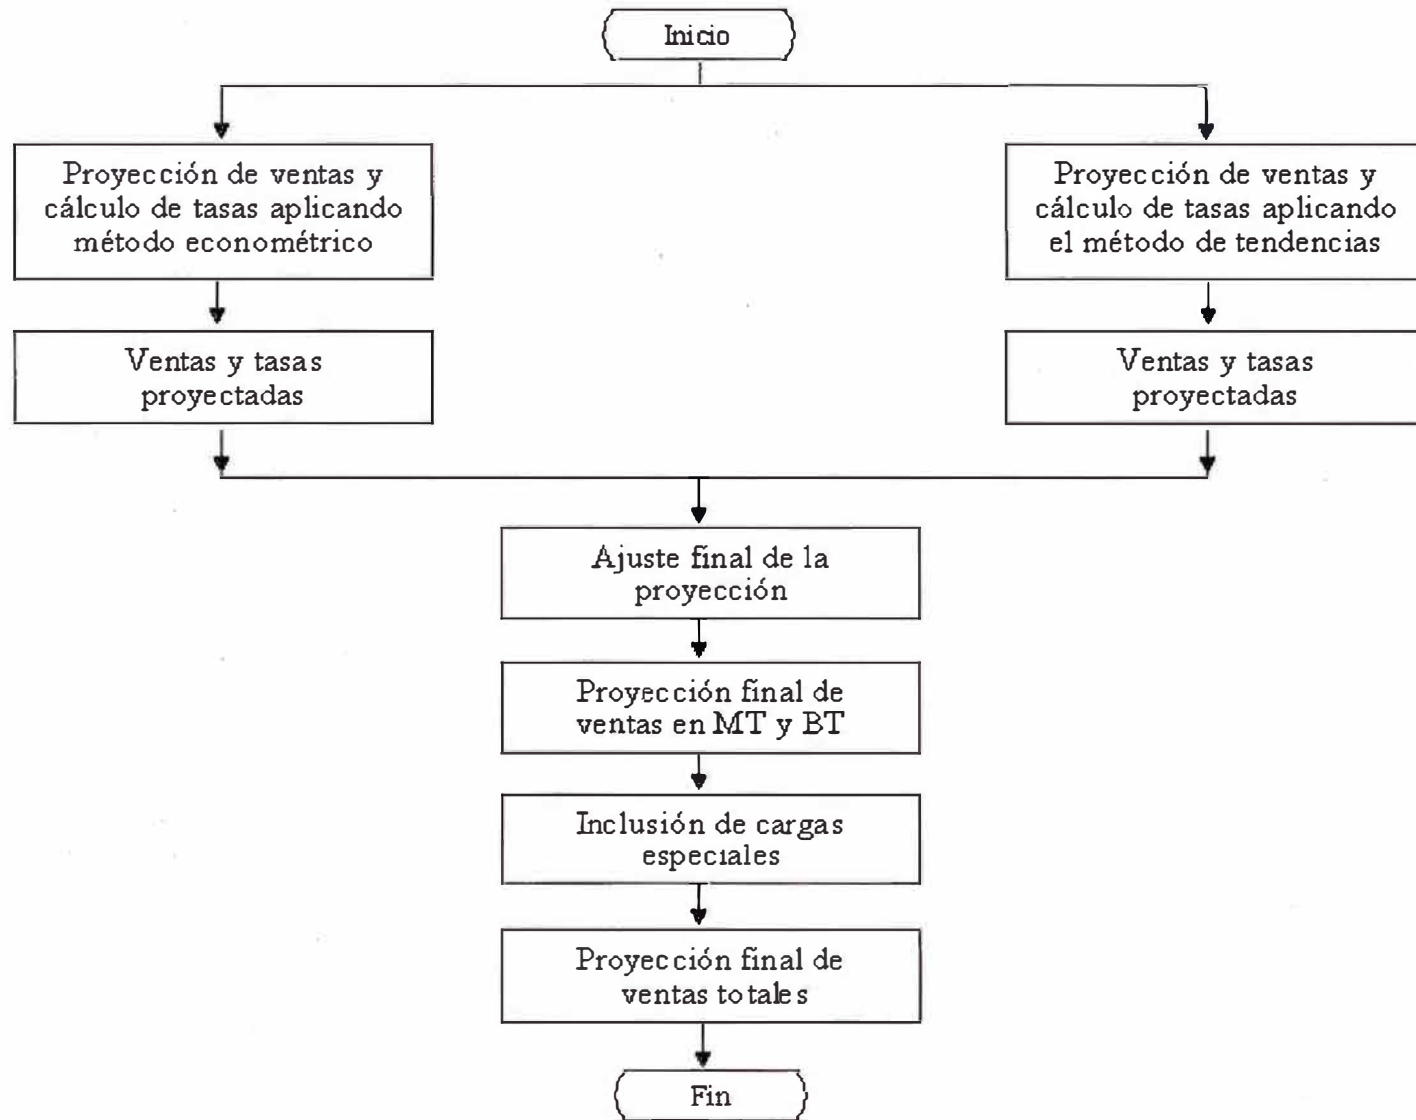 Inicio
Proyección de ventas y
cálculo de tasas aplicando
método econométrico
Proyección de ventas y
cálculo de tasas aplicando
el método de tendencias
Ventas y tasas
proyectadas
Ventas y tasas
proyectadas
Ajuste final de la
proyección
Proyección final de
ventas en MT y BT
Inclusión de cargas
especiales
Proyección final de
ventas totales
Fin